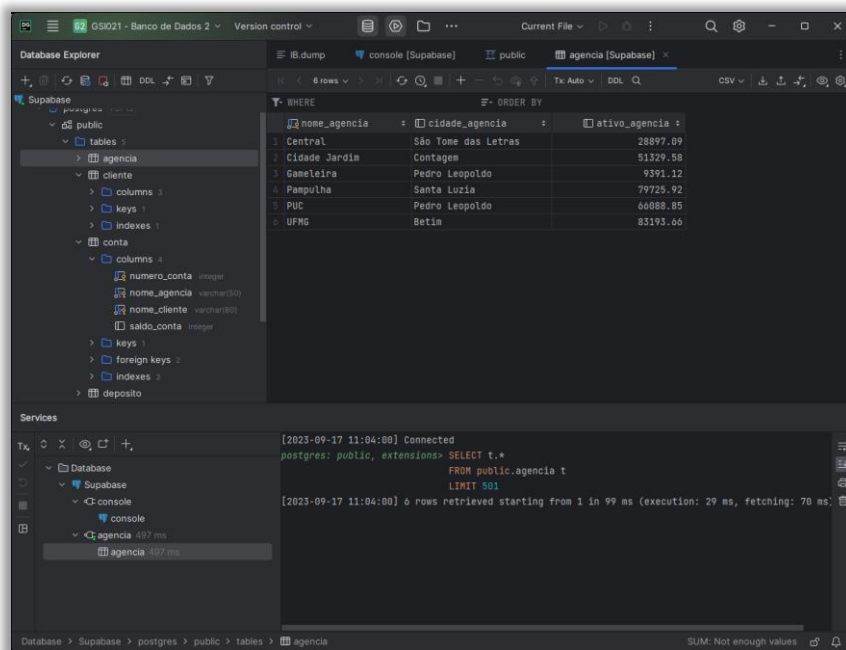 G2 GSI021 - Banco de Dados 2 Version control Current File
Database Explorer
IB.dump console [Supabase] public agencia [Supabase]
DDL
6 rows Tx: Auto DDL CSV
Supabase
public
tables 5
agencia
cliente
columns 3
keys 1
indexes 1
conta
columns 4
numero_conta integer
nome_agencia varchar(50)
nome_cliente varchar(80)
saldo_conta integer
keys 1
foreign keys 2
indexes 3
deposito
WHERE ORDER BY
nome_agencia cidade_agencia ativo_agencia
1 Central São Tome das Letras 28897.09
2 Cidade Jardim Contagem 51329.58
3 Gameleira Pedro Leopoldo 9391.12
4 Pampulha Santa Luzia 79725.92
5 PUC Pedro Leopoldo 66088.85
6 UFMG Betim 83193.66
Services
Tx
Database
Supabase
console
console
agencia 497 ms
agencia 497 ms
[2023-09-17 11:04:00] Connected
postgres: public, extensions> SELECT t.*
FROM public.agencia t
LIMIT 501
[2023-09-17 11:04:00] 6 rows retrieved starting from 1 in 99 ms (execution: 29 ms, fetching: 70 ms)
Database > Supabase > postgres > public > tables > agencia SUM: Not enough values